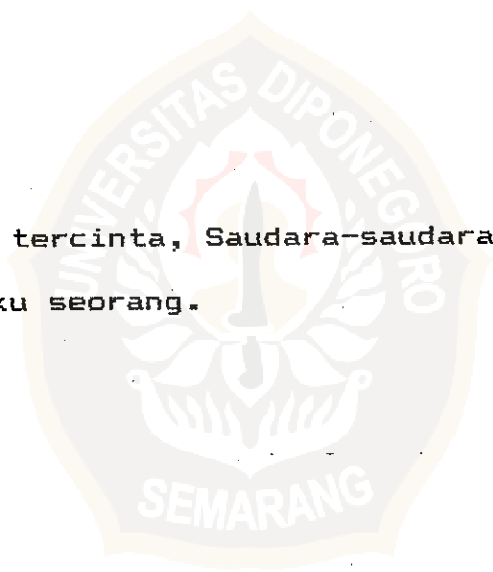 UNIVERSITAS DIPONEGORO
tercinta, Saudara-saudara
ku seorang.
SEMARANG